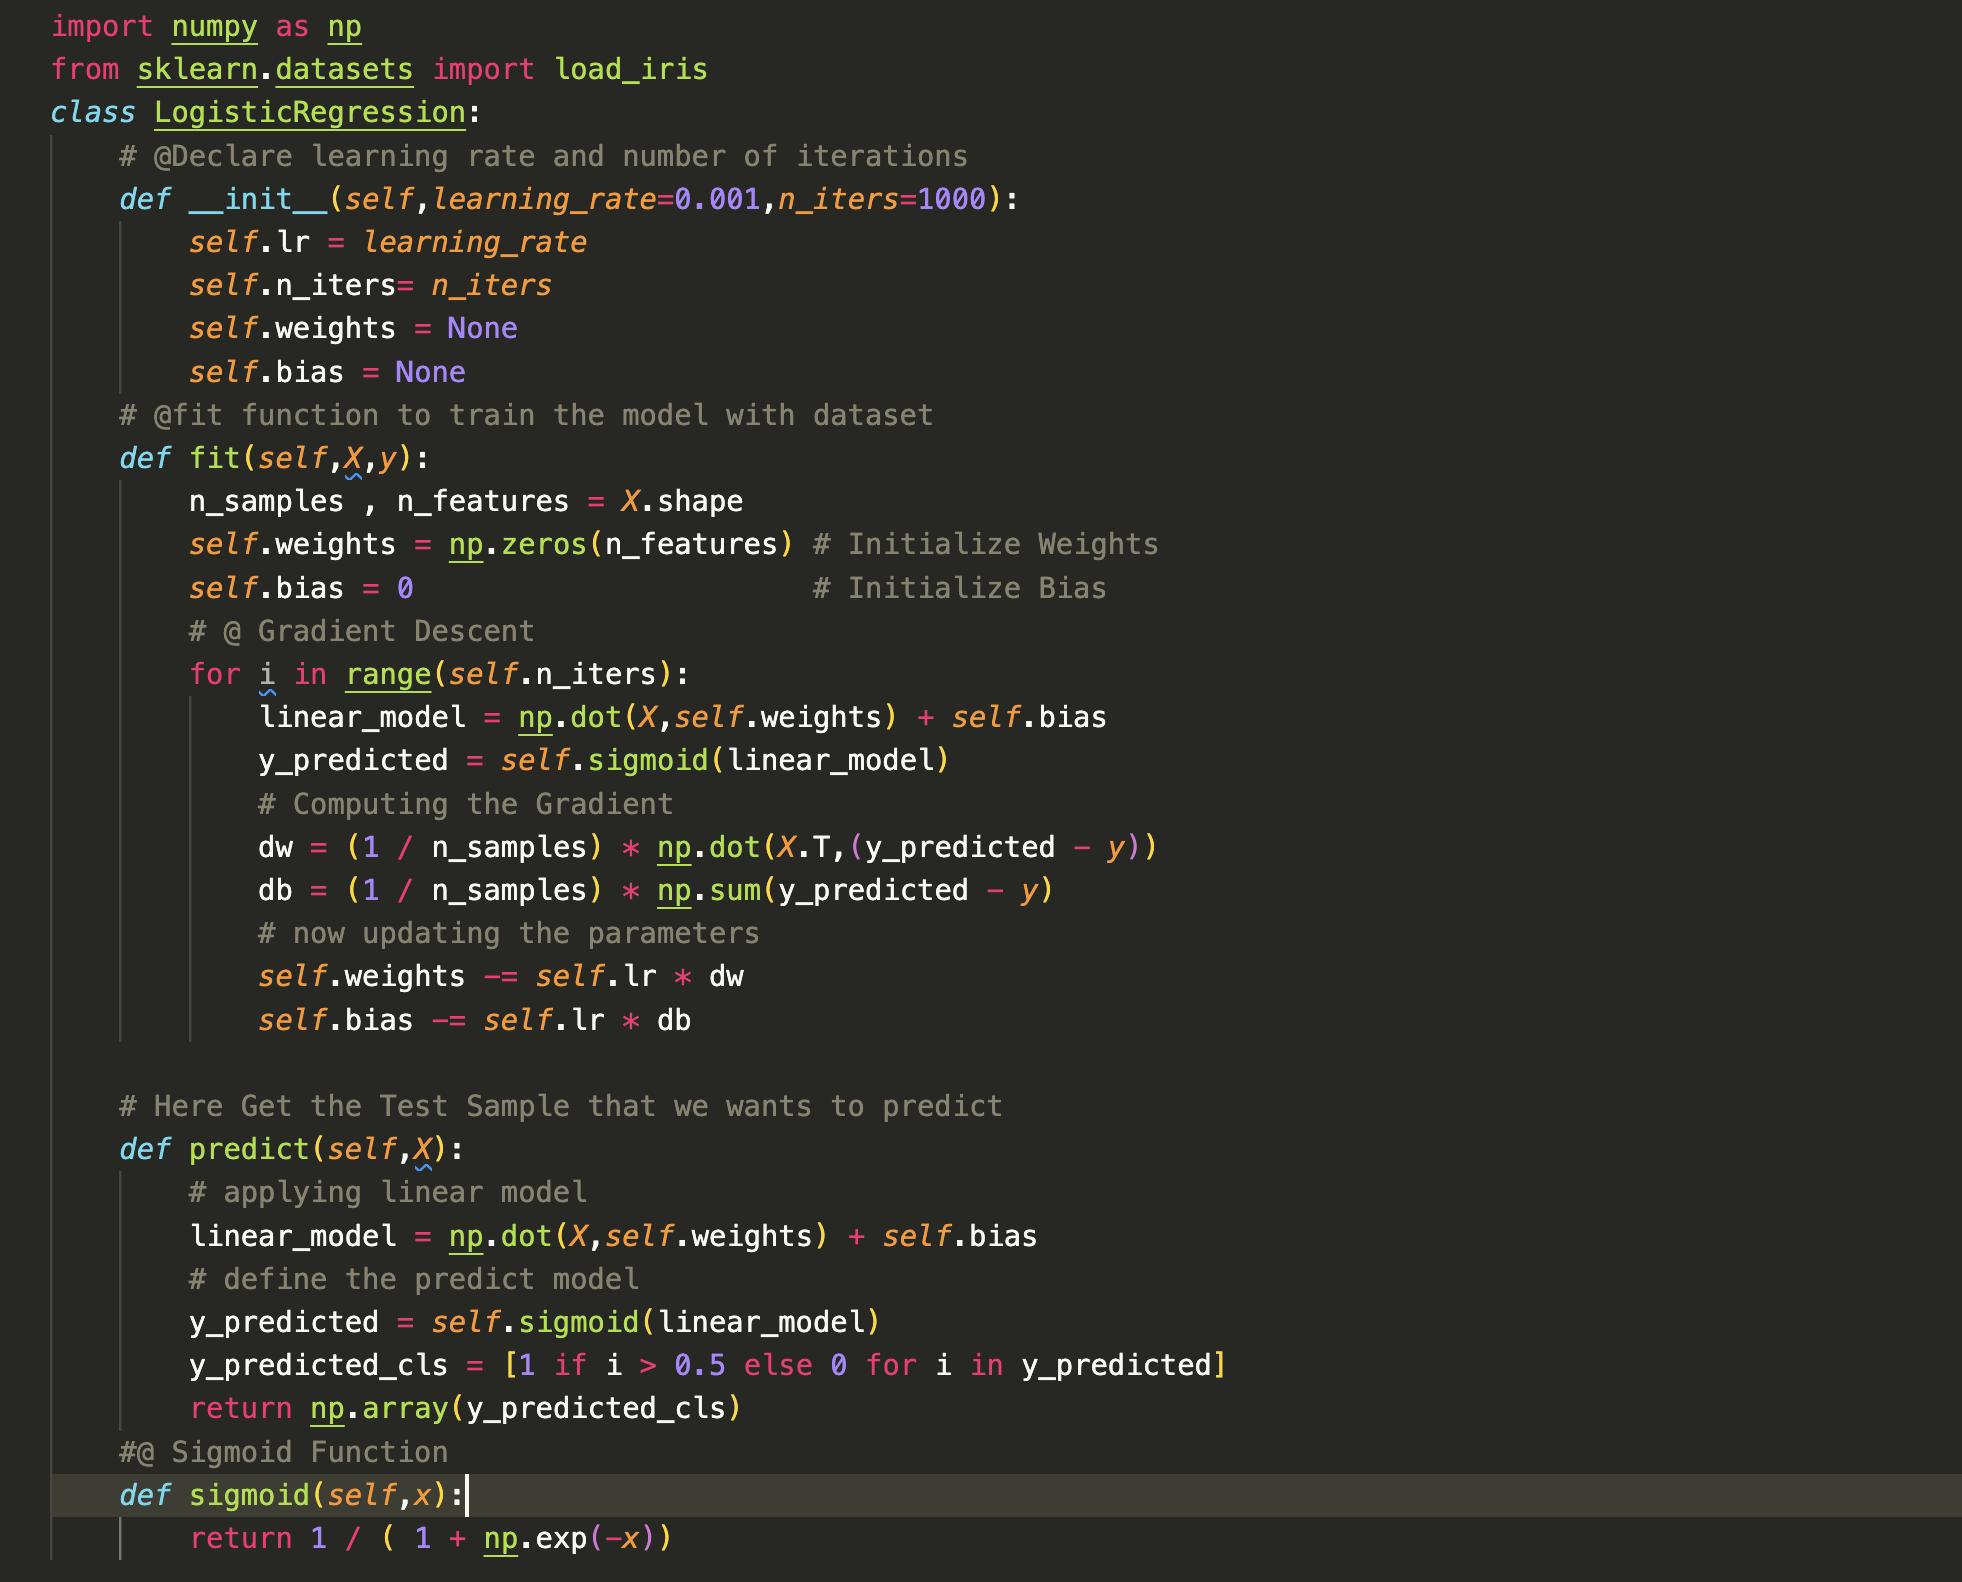 import numpy as np
from sklearn.datasets import load_iris
class LogisticRegression:
    # @Declare learning rate and number of iterations
    def __init__(self,learning_rate=0.001,n_iters=1000):
        self.lr = learning_rate
        self.n_iters= n_iters
        self.weights = None
        self.bias = None
    # @fit function to train the model with dataset
    def fit(self,X,y):
        n_samples , n_features = X.shape
        self.weights = np.zeros(n_features) # Initialize Weights
        self.bias = 0                       # Initialize Bias
        # @ Gradient Descent
        for i in range(self.n_iters):
            linear_model = np.dot(X,self.weights) + self.bias
            y_predicted = self.sigmoid(linear_model)
            # Computing the Gradient
            dw = (1 / n_samples) * np.dot(X.T,(y_predicted - y))
            db = (1 / n_samples) * np.sum(y_predicted - y)
            # now updating the parameters
            self.weights -= self.lr * dw
            self.bias -= self.lr * db

    # Here Get the Test Sample that we wants to predict
    def predict(self,X):
        # applying linear model
        linear_model = np.dot(X,self.weights) + self.bias
        # define the predict model
        y_predicted = self.sigmoid(linear_model)
        y_predicted_cls = [1 if i > 0.5 else 0 for i in y_predicted]
        return np.array(y_predicted_cls)
    #@ Sigmoid Function
    def sigmoid(self,x):
        return 1 / ( 1 + np.exp(-x))